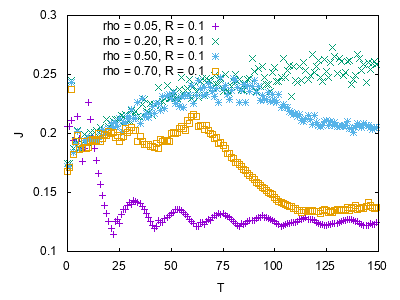 0.3
rho = 0.05, R = 0.1
rho = 0.20, R = 0.1
rho = 0.50, R = 0.1
rho = 0.70, R = 0.1
0.25
0.2
J
0.15
0.1
0 25 50 75 100 125 150
T